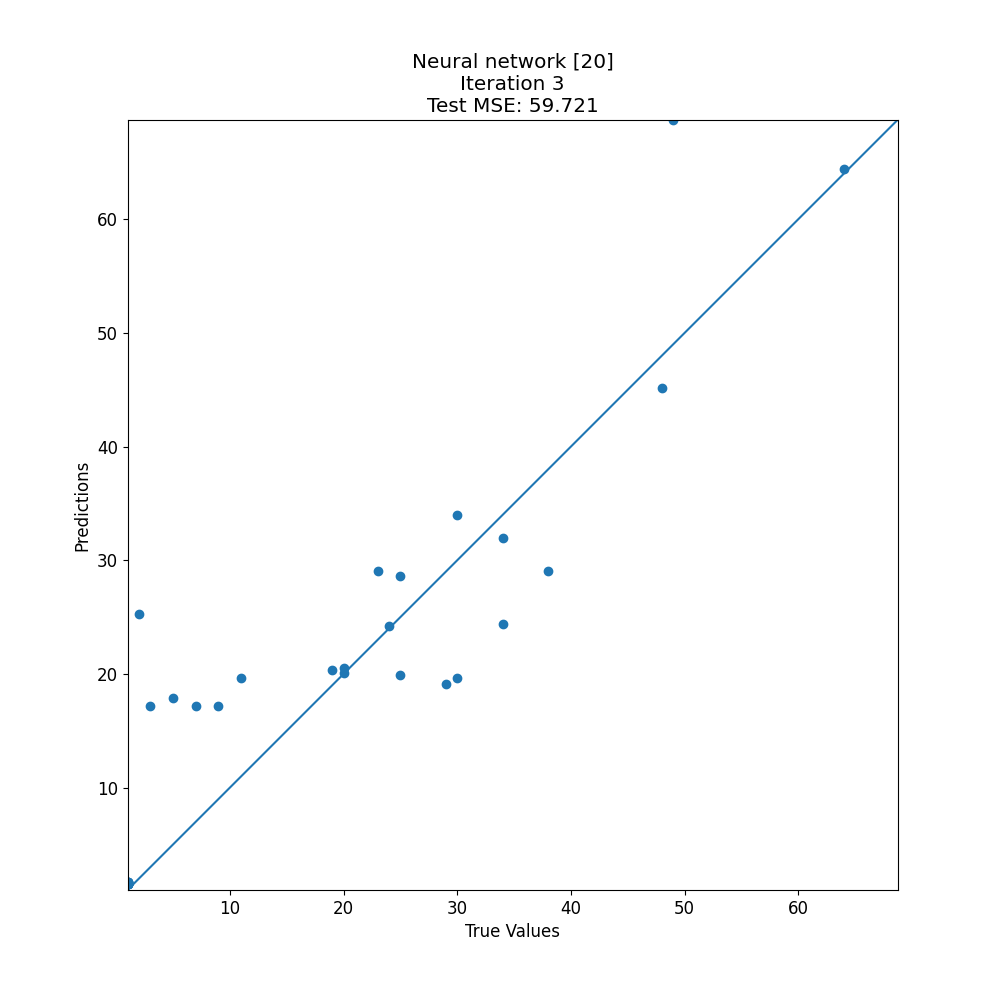 Neural network [20]
Iteration 3
Test MSE: 59.721
60
50
40
30
20
10
Predictions
10 20 30 40 50 60
True Values